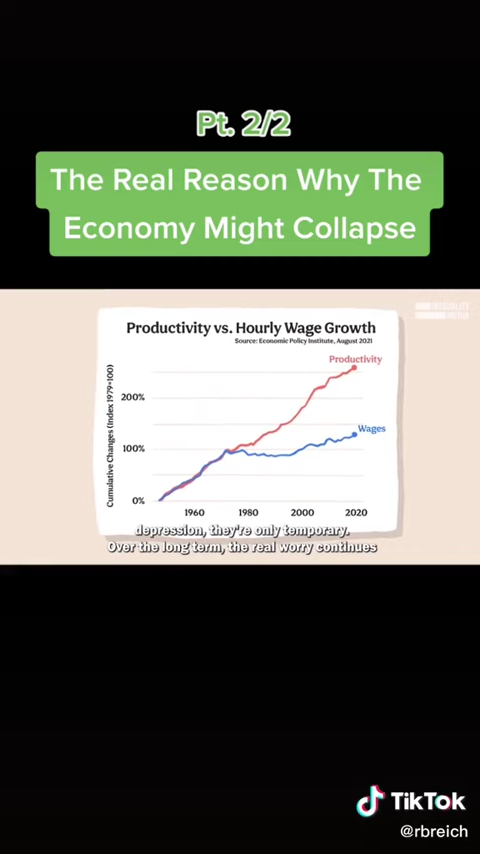 Pt. 2/2
The Real Reason Why The
Economy Might Collapse
INEQUALITY
MEDIA
Productivity vs. Hourly Wage Growth
Source: Economic Policy Institute, August 2021
Productivity
Wages
Cumulative Changes (Index 1979=100)
200%
100%
0%
1960
1980
2000
2020
depression, they're only temporary.
Over the long term, the real worry continues
TikTok
@rbreich